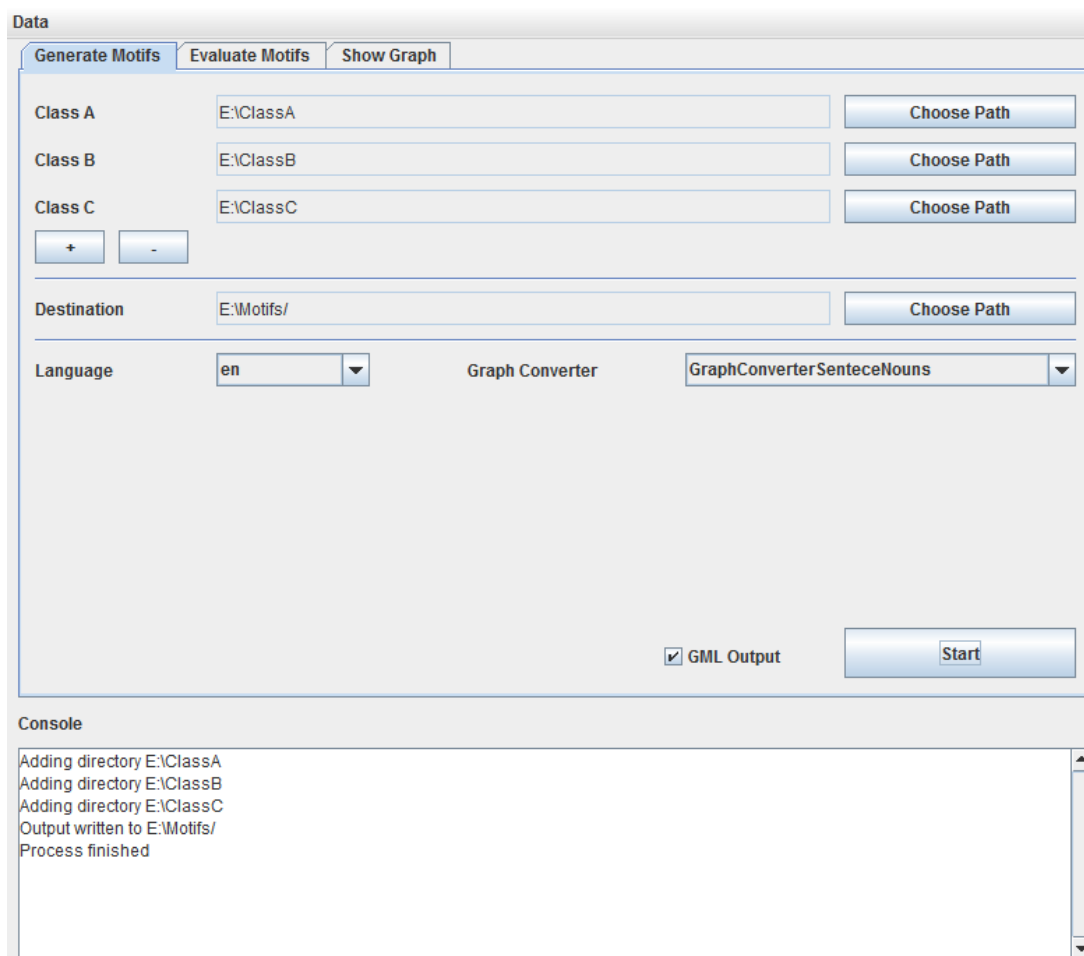 Data
Generate Motifs Evaluate Motifs Show Graph
Class A E:\ClassA Choose Path
Class B E:\ClassB Choose Path
Class C E:\ClassC Choose Path
+ -
Destination E:\Motifs/ Choose Path
Language en Graph Converter GraphConverterSenteceNouns
GML Output Start
Console
Adding directory E:\ClassA
Adding directory E:\ClassB
Adding directory E:\ClassC
Output written to E:\Motifs/
Process finished